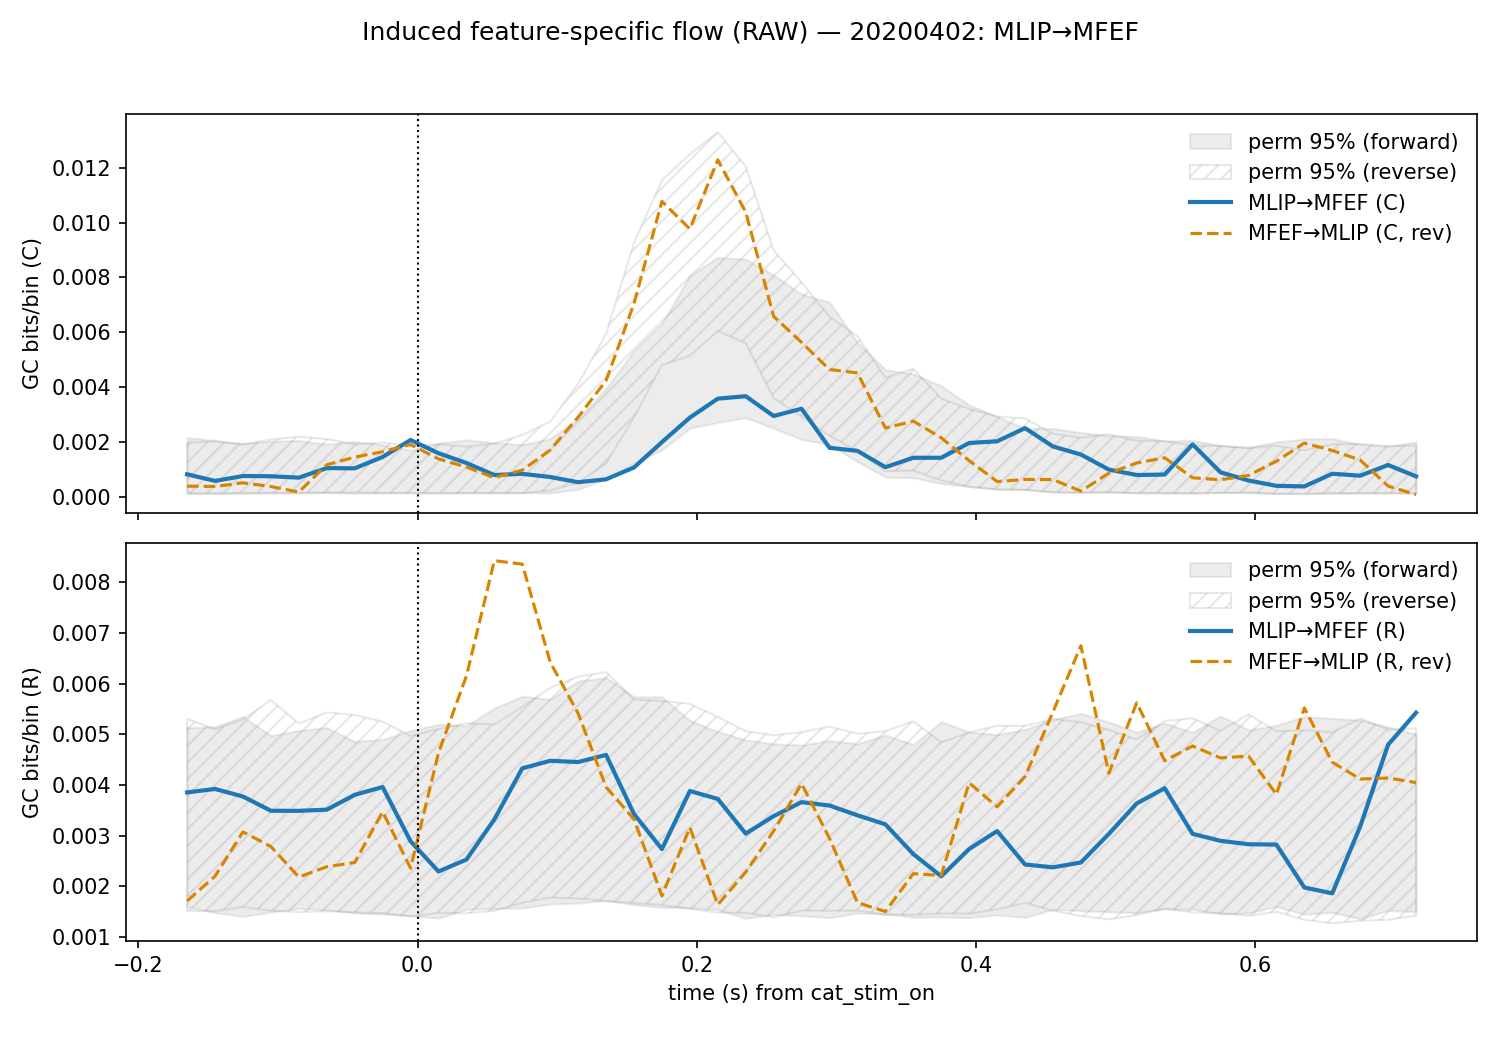 Induced feature-specific flow (RAW) — 20200402: MLIP→MFEF
GC bits/bin (C)
0.012
0.010
0.008
0.006
0.004
0.002
0.000
perm 95% (forward)
perm 95% (reverse)
MLIP→MFEF (C)
MFEF→MLIP (C, rev)
GC bits/bin (R)
0.008
0.007
0.006
0.005
0.004
0.003
0.002
0.001
perm 95% (forward)
perm 95% (reverse)
MLIP→MFEF (R)
MFEF→MLIP (R, rev)
−0.2
0.0
0.2
0.4
0.6
time (s) from cat_stim_on